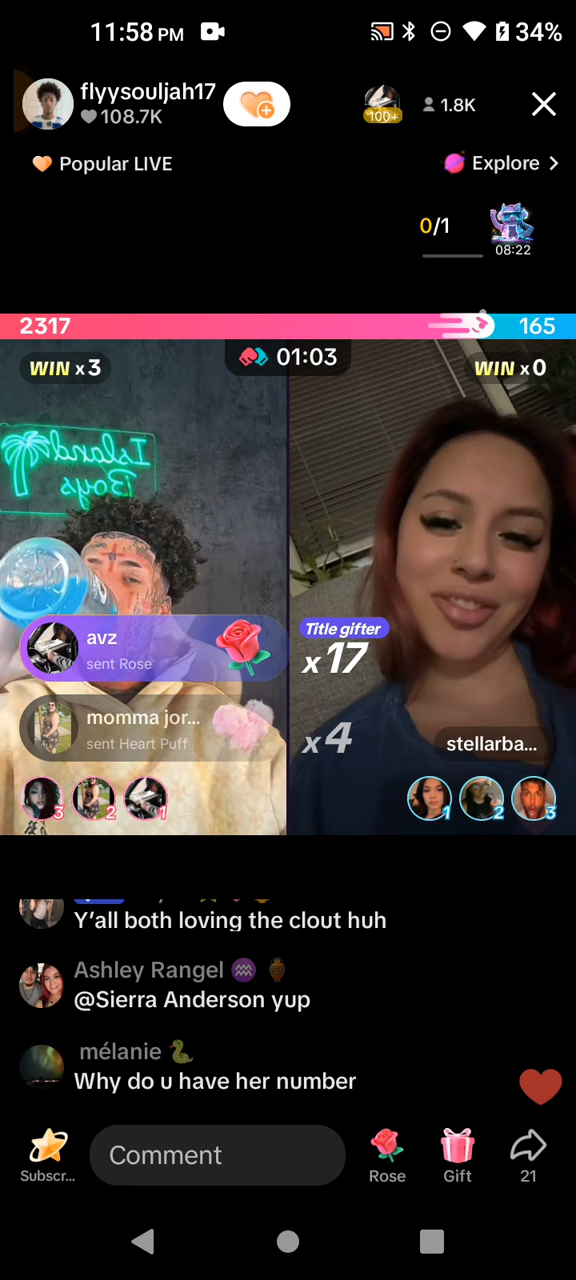 11:58 PM
34%
flyysouljah17
108.7K
100+
1.8K
Popular LIVE
Explore >
0/1
08:22
2317
165
WIN x3
01:03
WIN x0
Island
Boys
avz
sent Rose
Title gifter
x17
momma jor...
sent Heart Puff
x4
stellarba...
3
2
1
1
2
3
Y'all both loving the clout huh
Ashley Rangel
@Sierra Anderson yup
mélanie
Why do u have her number
Subscr...
Comment
Rose
Gift
21